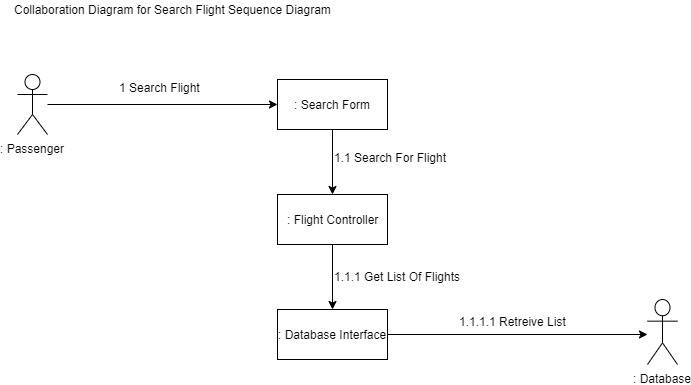 Collaboration Diagram for Search Flight Sequence Diagram
1 Search Flight
: Search Form
: Passenger
1.1 Search For Flight
: Flight Controller
1.1.1 Get List Of Flights
: Database Interface
1.1.1.1 Retreive List
: Database